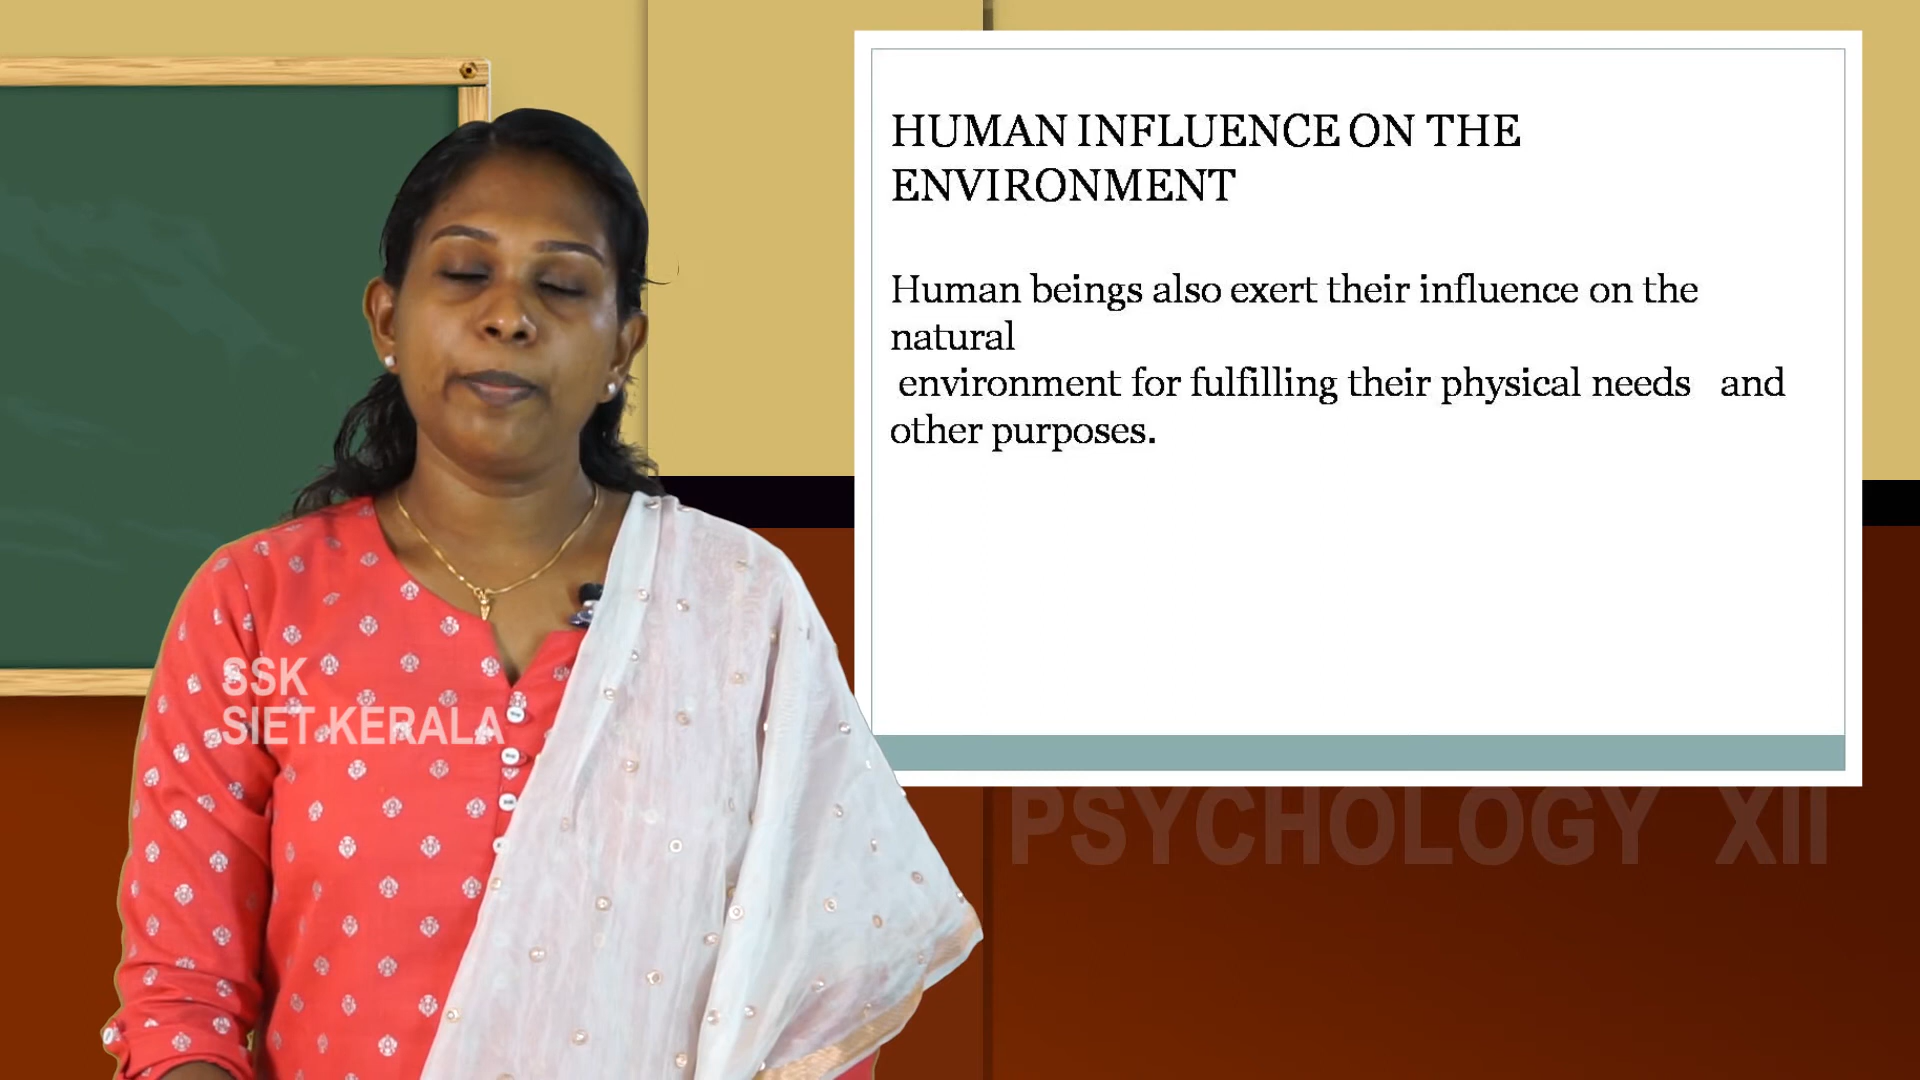 HUMAN INFLUENCE ON THE
ENVIRONMENT
Human beings also exert their influence on the
natural
environment for fulfilling their physical needs and
other purposes.
SSK
SIET KERALA
PSYCHOLOGY XII